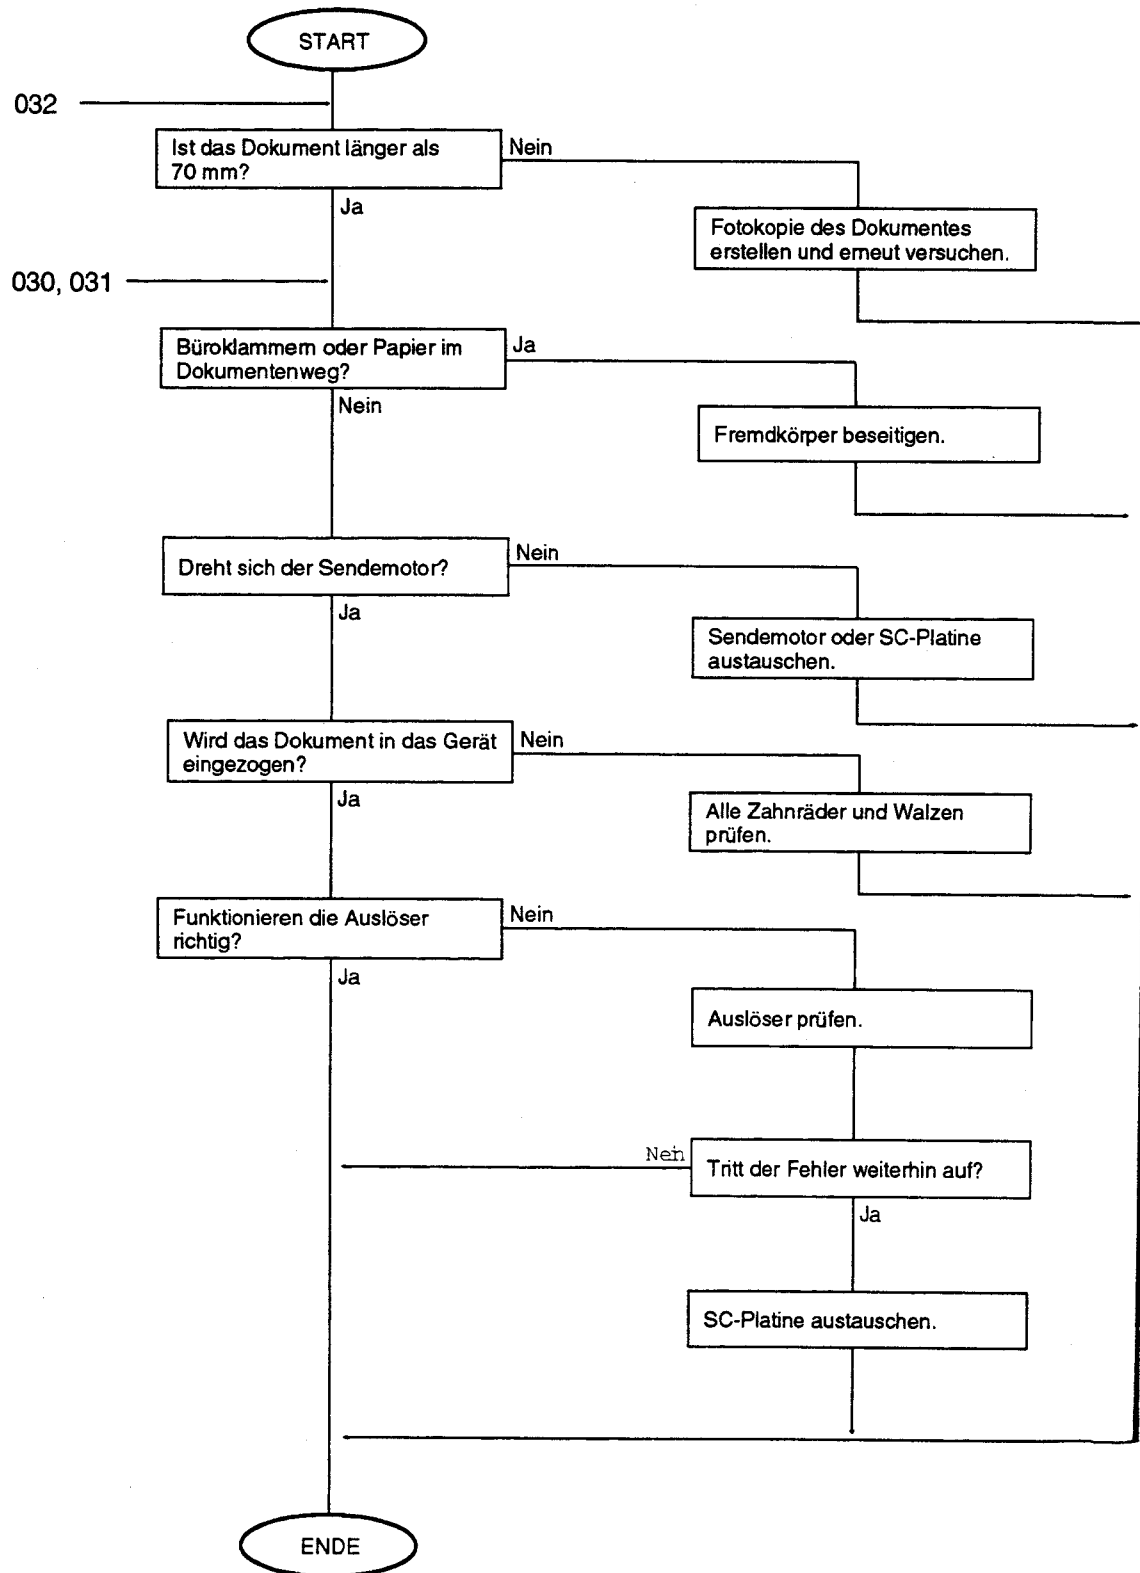 START
032
Ist das Dokument länger als
70 mm?
Nein
Ja
Fotokopie des Dokumentes
erstellen und erneut versuchen.
030, 031
Büroklammern oder Papier im
Dokumentenweg?
Ja
Nein
Fremdkörper beseitigen.
Dreht sich der Sendemotor?
Nein
Ja
Sendemotor oder SC-Platine
austauschen.
Wird das Dokument in das Gerät
eingezogen?
Nein
Ja
Alle Zahnräder und Walzen
prüfen.
Funktionieren die Auslöser
richtig?
Nein
Ja
Auslöser prüfen.
Nein
Tritt der Fehler weiterhin auf?
Ja
SC-Platine austauschen.
ENDE